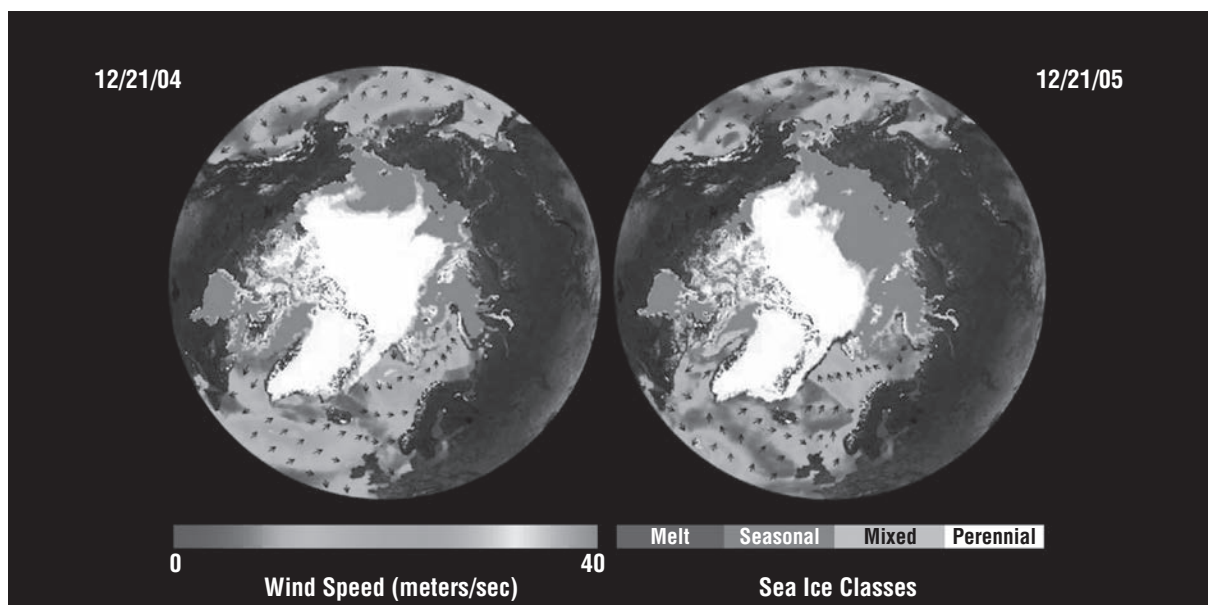 12/21/04
12/21/05
0
40
Wind Speed (meters/sec)
Melt Seasonal Mixed Perennial
Sea Ice Classes